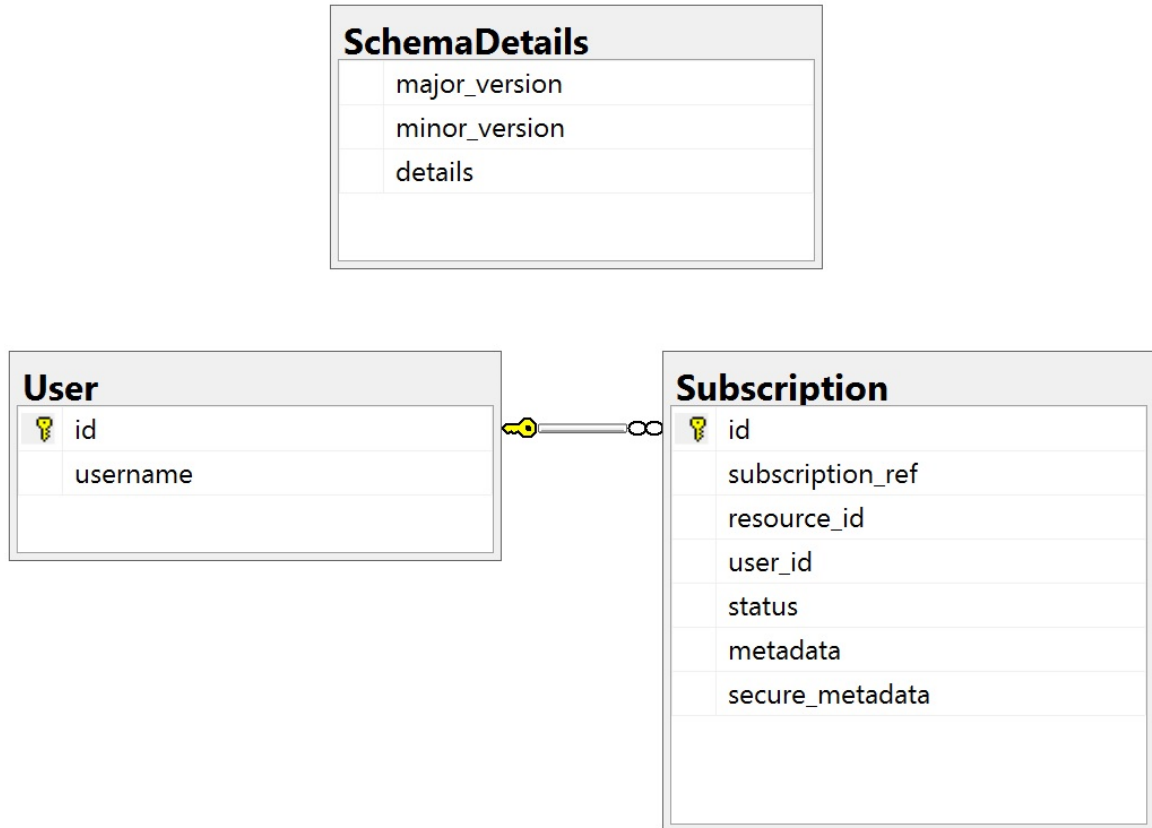 SchemaDetails
major_version
minor_version
details
User
id
username
Subscription
id
subscription_ref
resource_id
user_id
status
metadata
secure_metadata